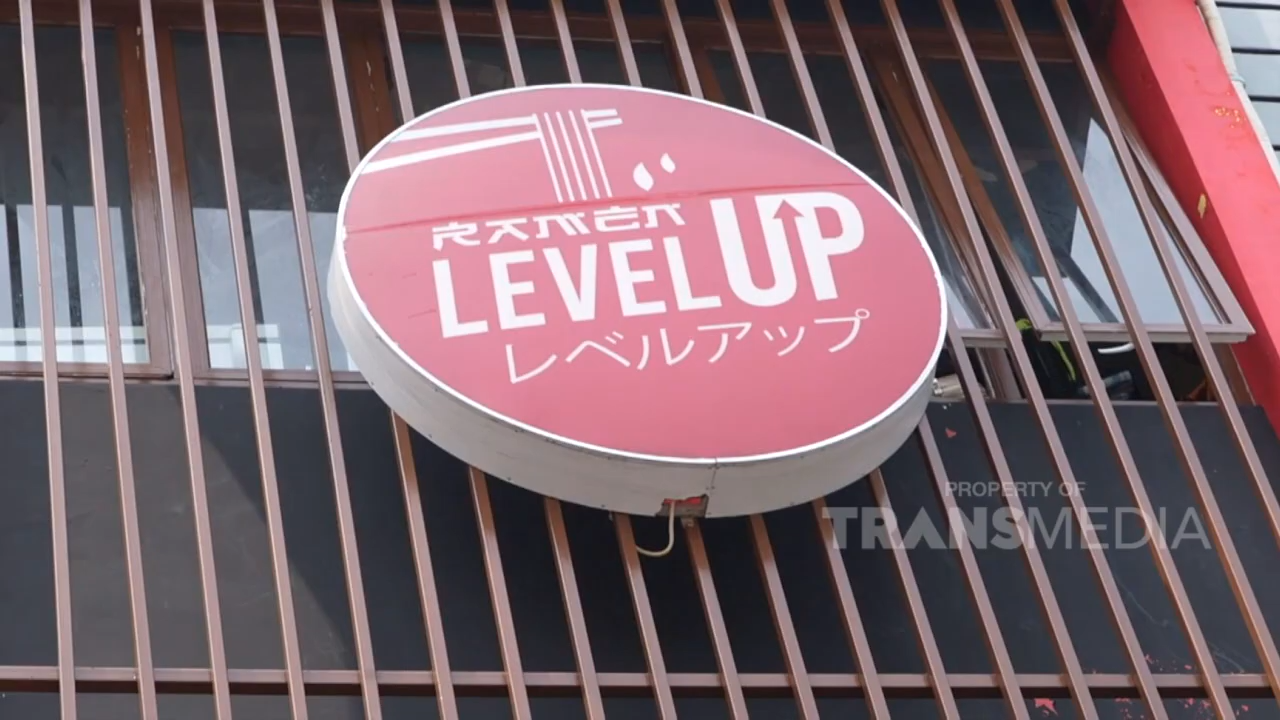 RAMEN
LEVEL UP
レベルアップ
PROPERTY OF
TRANSMEDIA